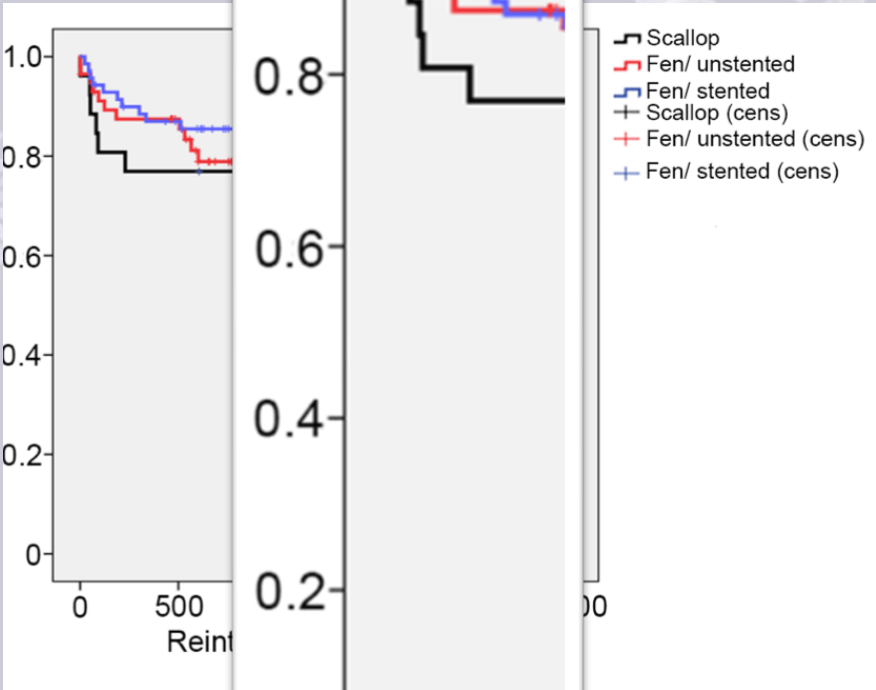 1.0
0.8
0.6
0.4
0.2
0
0 500
Reint
0.8
0.6
0.4
0.2
00
Scallop
Fen/ unstented
Fen/ stented
Scallop (cens)
Fen/ unstented (cens)
Fen/ stented (cens)